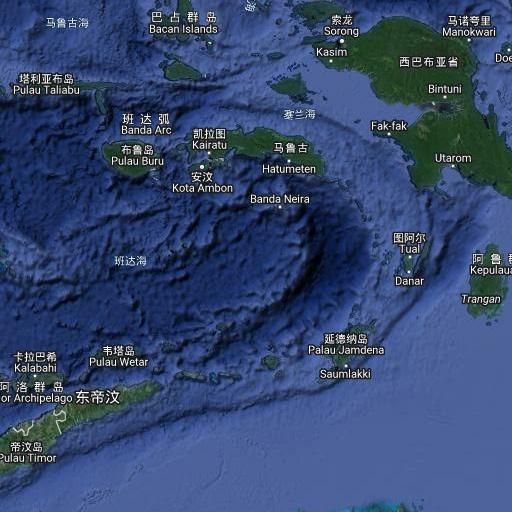 马鲁古海
巴 占 群 岛
Bacan Islands
海
索龙
Sorong
Kasim
马诺夸里
Manokwari
西巴布亚省
Doe
Bintuni
塔利亚布岛
Pulau Taliabu
班 达 弧
Banda Arc
塞兰海
Fak-fak
凯拉图
Kairatu
马鲁古
Hatumeten
布鲁岛
Pulau Buru
安汶
Kota Ambon
Utarom
Banda Neira
图阿尔
Tual
班达海
阿 鲁 群
Kepulaua
Danar
Trangan
延德纳岛
Palau Jamdena
韦塔岛
Pulau Wetar
卡拉巴希
Kalabahi
Saumlakki
阿 洛 群 岛
or Archipelago
东帝汶
帝汶岛
Pulau Timor